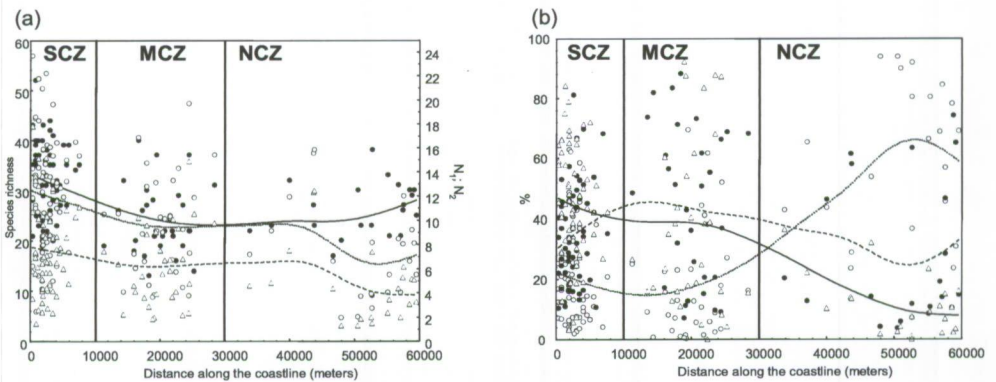 (a)
SCZ MCZ NCZ
60
50
40
30
20
10
0
Species richness
24
22
20
18
16
14
12
10
8
6
4
2
0
N₁; N₂
0 10000 20000 30000 40000 50000 60000
Distance along the coastline (meters)
(b)
SCZ MCZ NCZ
100
80
60
40
20
0
%
0 10000 20000 30000 40000 50000 60000
Distance along the coastline (meters)